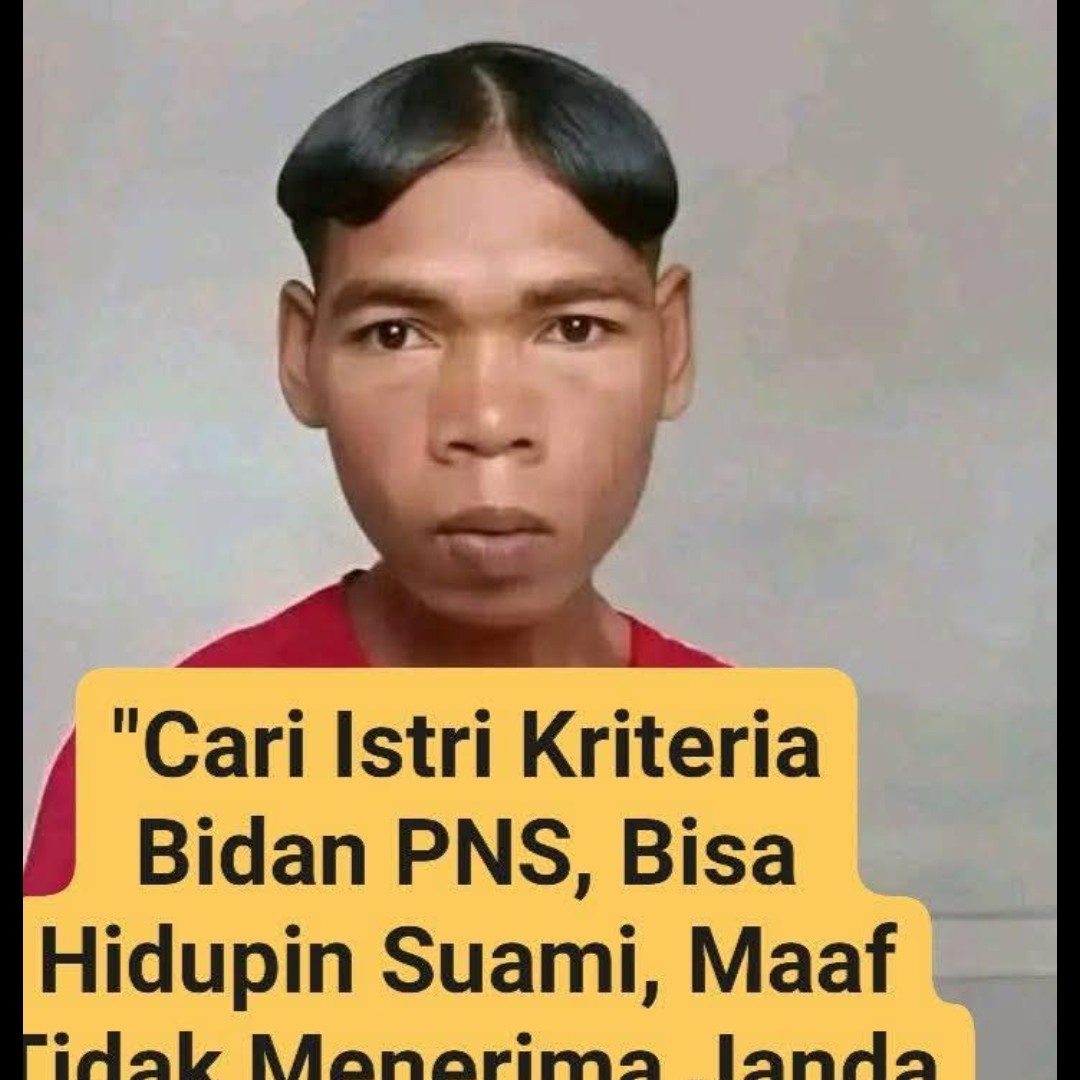 "Cari Istri Kriteria
Bidan PNS, Bisa
Hidupin Suami, Maaf
Tidak Menerima Janda